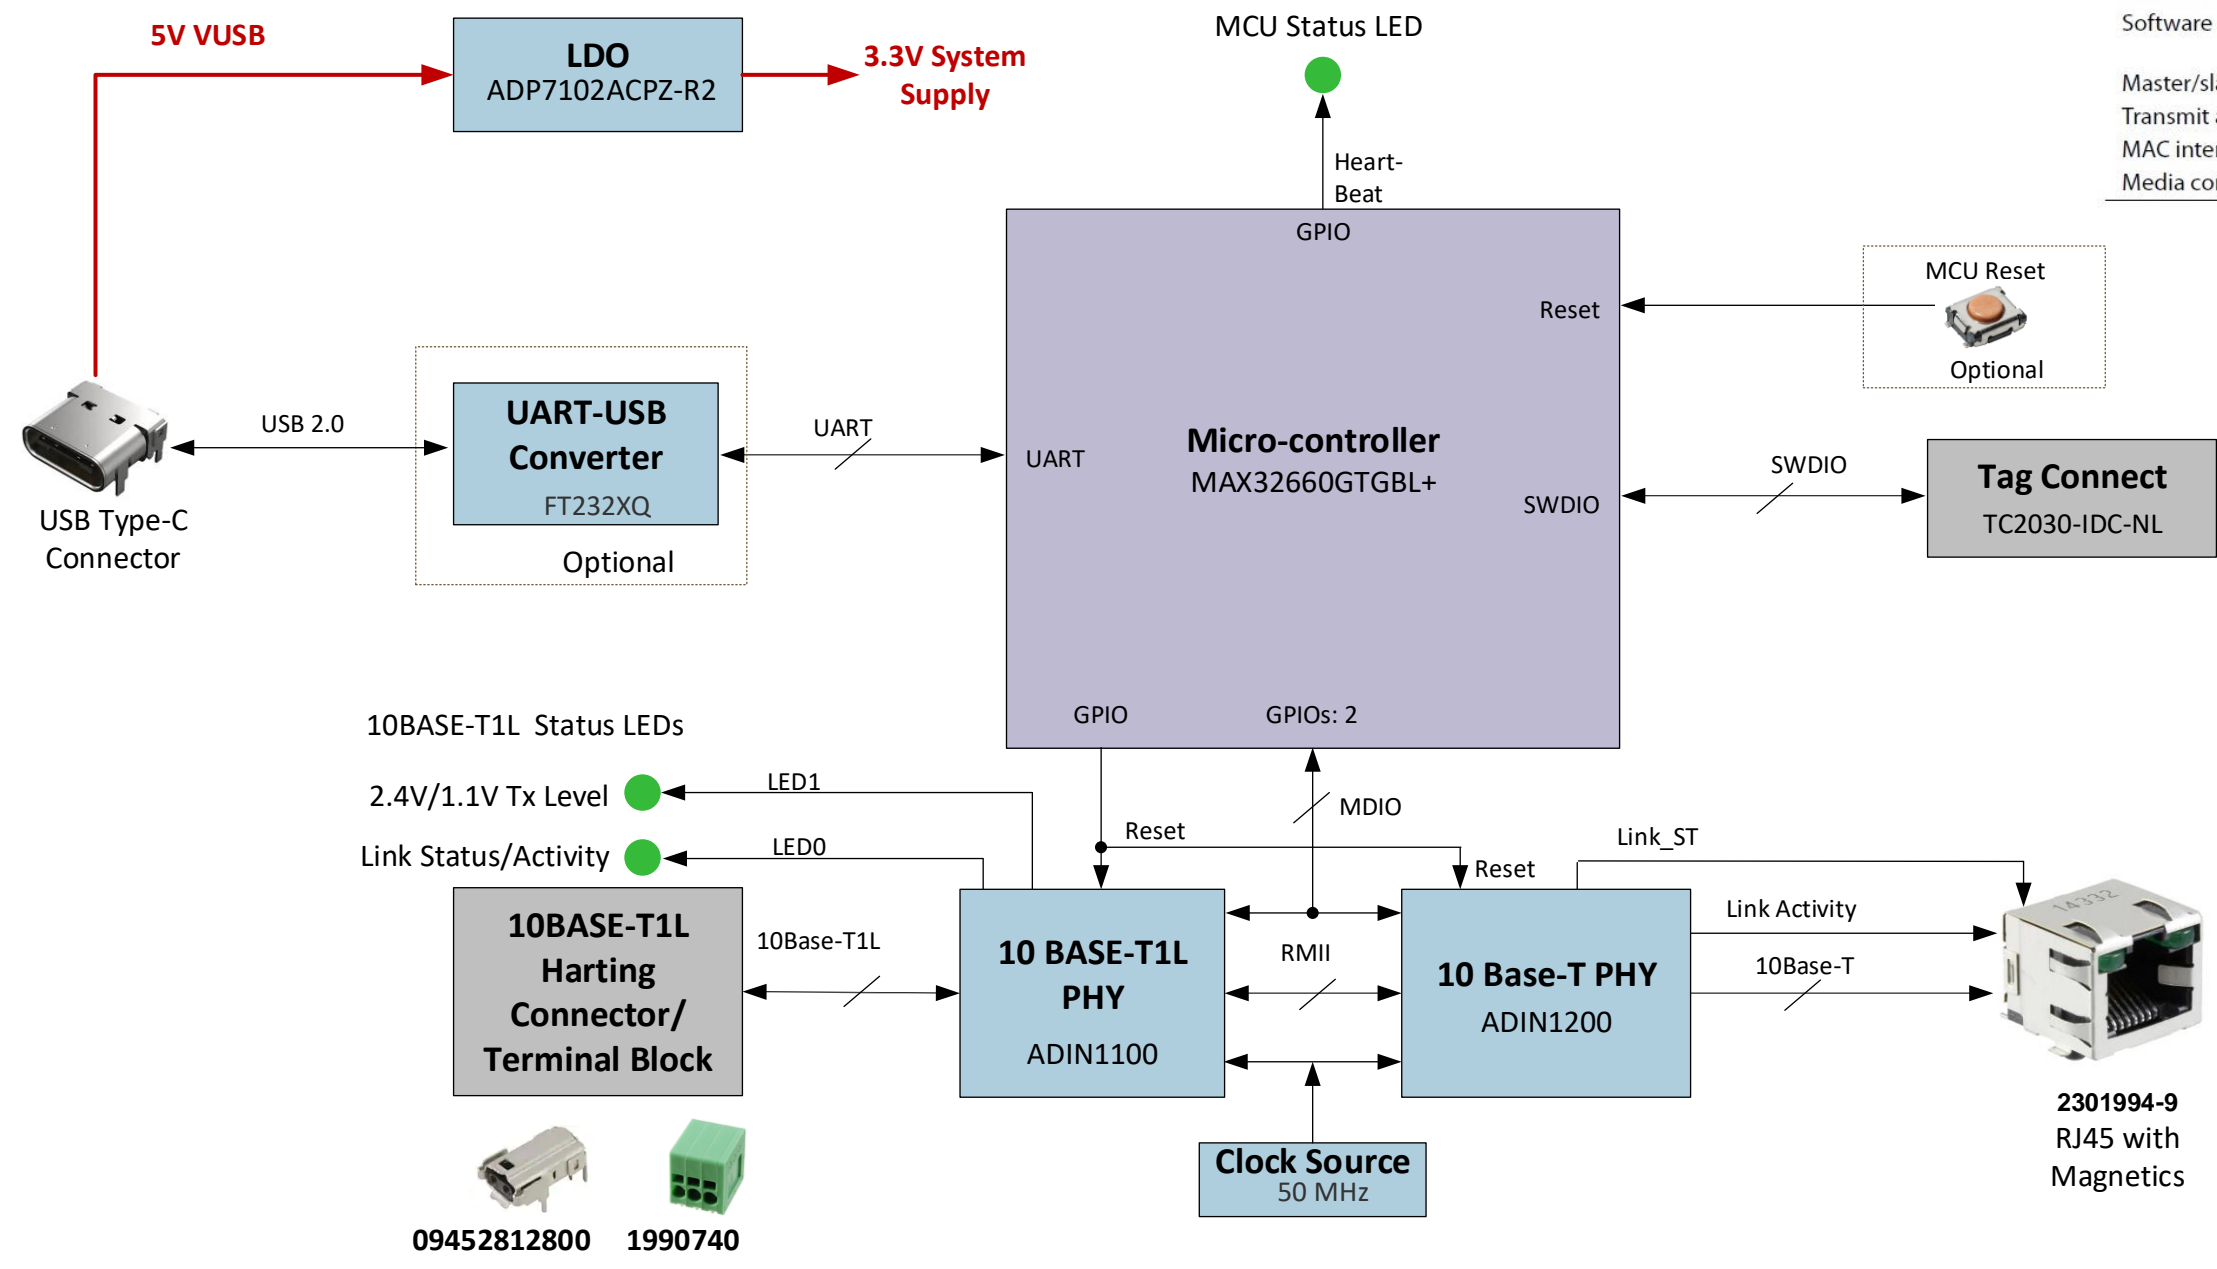 5V VUSB
LDO
ADP7102ACPZ-R2
3.3V System
Supply
MCU Status LED
Heart-
Beat
Software
Transmit
MAC
Media
GPIO
Reset
MCU Reset
Optional
USB 2.0
UART-USB
Converter
FT232XQ
Optional
UART
UART
Micro-controller
MAX32660GTGBL+
SWDIO
SWDIO
Tag Connect
TC2030-IDC-NL
USB Type-C
Connector
GPIO
GPIOs: 2
10BASE-T1L Status LEDs
2.4V/1.1V Tx Level
LED1
Link Status/Activity
LED0
Reset
MDIO
Reset
Link_ST
Link Activity
10Base-T
10BASE-T1L
Harting
Connector/
Terminal Block
10Base-T1L
10 BASE-T1L
PHY
ADIN1100
RMII
10 Base-T PHY
ADIN1200
14332
Clock Source
50 MHz
2301994-9
RJ45 with
Magnetics
09452812800
1990740